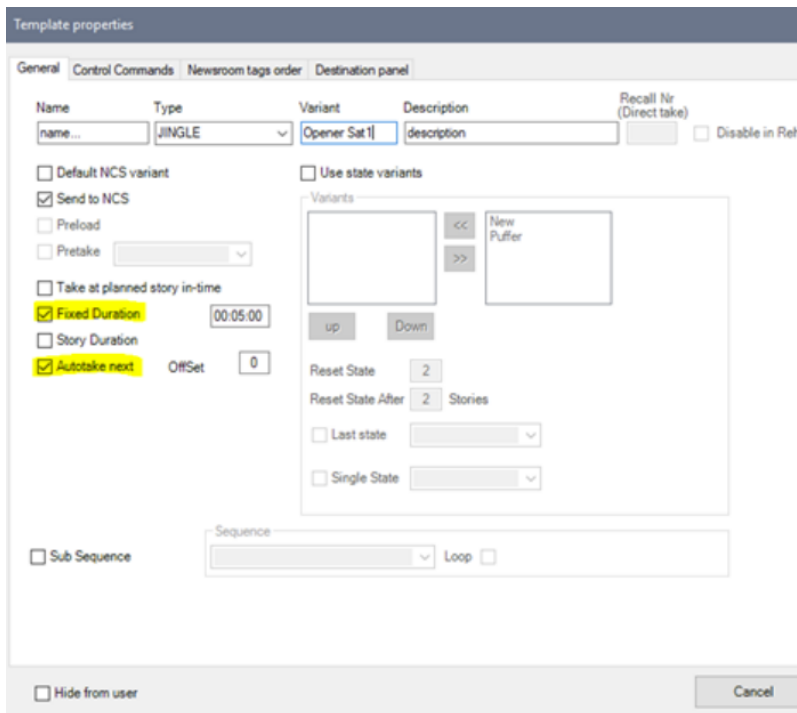 Template properties
General Control Commands Newsroom tags order Destination panel
Name Type Variant Description Recall Nr
(Direct take)
name... JINGLE Opener Sat1 description Disable in Reh
Default NCS variant Use state variants
Send to NCS Variants
Preload << New
Puffer
Pretake >>
Take at planned story in-time
Fixed Duration 00:05:00 up Down
Story Duration
Autotake next OffSet 0 Reset State 2
Reset State After 2 Stories
Last state
Single State
Sequence
Sub Sequence Loop
Hide from user Cancel